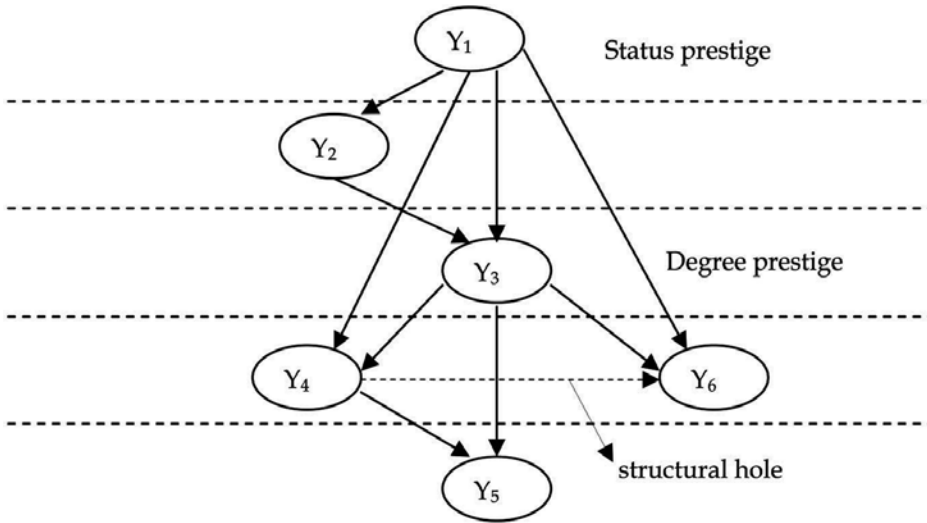 Y₁
Status prestige
Y₂
Y₃
Degree prestige
Y₄
Y₆
structural hole
Y₅